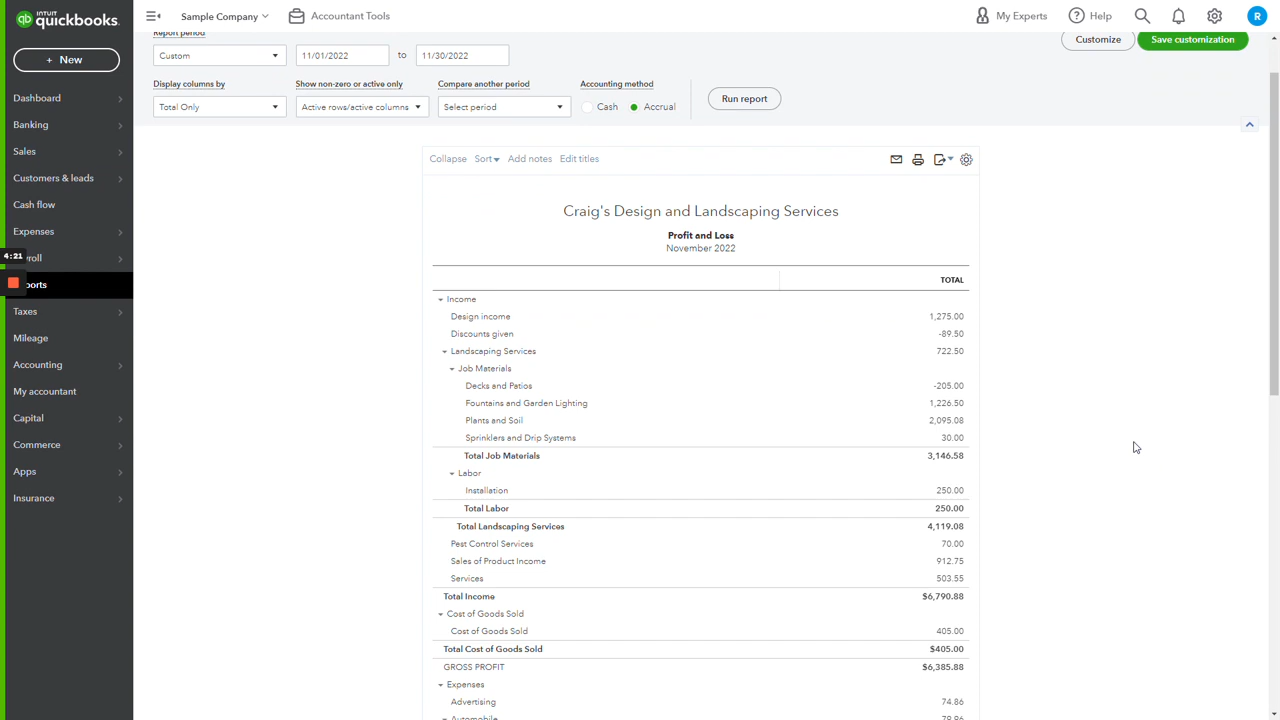 INTUIT
quickbooks.
Sample Company
Accountant Tools
My Experts
Help
R
+ New
Dashboard
Banking
Sales
Customers & leads
Cash flow
Expenses
4:21
roll
orts
Taxes
Mileage
Accounting
My accountant
Capital
Commerce
Apps
Insurance
Report period
Custom
11/01/2022
to
11/30/2022
Customize
Save customization
Display columns by
Show non-zero or active only
Compare another period
Accounting method
Total Only
Active rows/active columns
Select period
Cash
Accrual
Run report
Collapse Sort Add notes Edit titles
Craig's Design and Landscaping Services
Profit and Loss
November 2022
TOTAL
Income
Design income 1,275.00
Discounts given -89.50
Landscaping Services 722.50
Job Materials
Decks and Patios -205.00
Fountains and Garden Lighting 1,226.50
Plants and Soil 2,095.08
Sprinklers and Drip Systems 30.00
Total Job Materials 3,146.58
Labor
Installation 250.00
Total Labor 250.00
Total Landscaping Services 4,119.08
Pest Control Services 70.00
Sales of Product Income 912.75
Services 503.55
Total Income $6,790.88
Cost of Goods Sold
Cost of Goods Sold 405.00
Total Cost of Goods Sold $405.00
GROSS PROFIT $6,385.88
Expenses
Advertising 74.86
Automobile 79.96